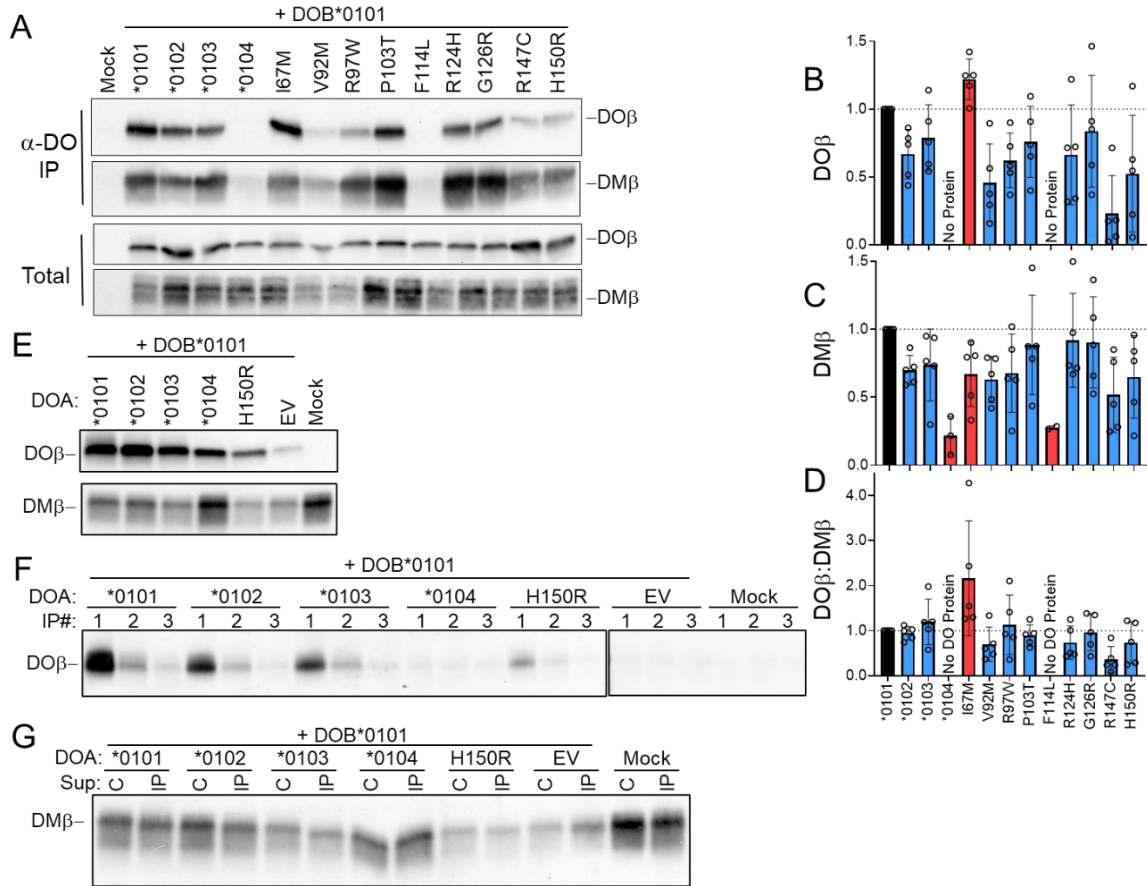 A
+ DOB*0101
Mock
*0101
*0102
*0103
*0104
I67M
V92M
R97W
P103T
F114L
R124H
G126R
R147C
H150R
α-DO
IP
–DOβ
–DMβ
Total
–DOβ
–DMβ
B
DOβ
1.5
1.0
0.5
0.0
No Protein
No Protein
C
DMβ
1.5
1.0
0.5
0.0
D
DOβ:DMβ
4.0
3.0
2.0
1.0
0.0
No DO Protein
No DO Protein
*0101
*0102
*0103
*0104
I67M
V92M
R97W
P103T
F114L
R124H
G126R
R147C
H150R
E
+ DOB*0101
DOA:
*0101
*0102
*0103
*0104
H150R
EV
Mock
DOβ–
DMβ–
F
+ DOB*0101
DOA: *0101 *0102 *0103 *0104 H150R EV Mock
IP#: 1 2 3 1 2 3 1 2 3 1 2 3 1 2 3 1 2 3 1 2 3
DOβ–
G
+ DOB*0101
DOA: *0101 *0102 *0103 *0104 H150R EV Mock
Sup: C IP C IP C IP C IP C IP C IP C IP
DMβ–